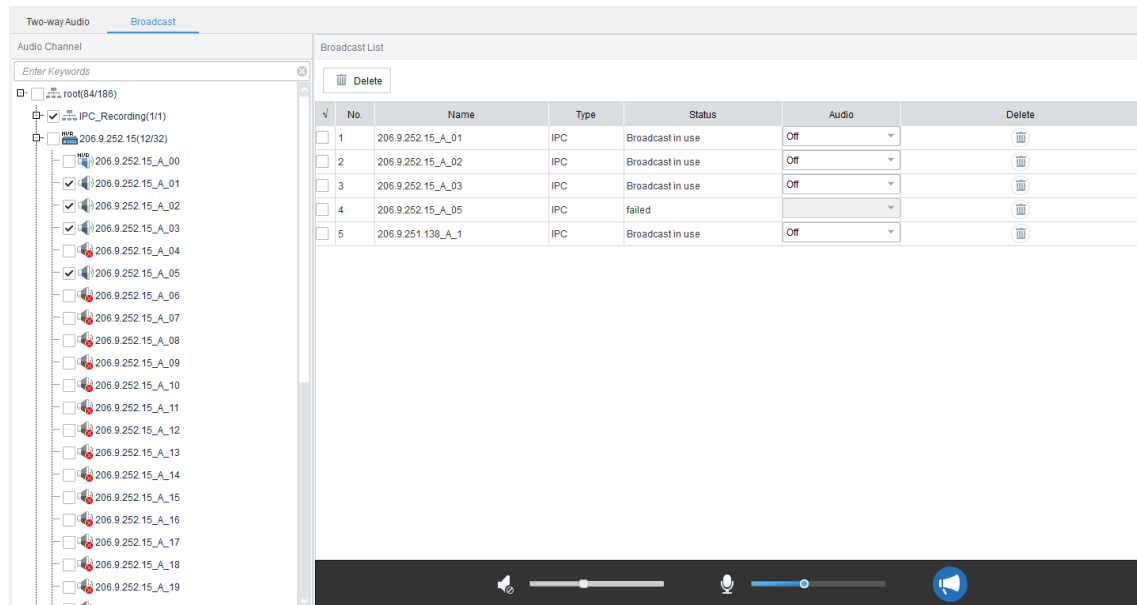 Two-way Audio Broadcast
Audio Channel
Enter Keywords
root(84/186)
IPC_Recording(1/1)
NVR 206.9.252.15(12/32)
NVR 206.9.252.15_A_00
206.9.252.15_A_01
206.9.252.15_A_02
206.9.252.15_A_03
206.9.252.15_A_04
206.9.252.15_A_05
206.9.252.15_A_06
206.9.252.15_A_07
206.9.252.15_A_08
206.9.252.15_A_09
206.9.252.15_A_10
206.9.252.15_A_11
206.9.252.15_A_12
206.9.252.15_A_13
206.9.252.15_A_14
206.9.252.15_A_15
206.9.252.15_A_16
206.9.252.15_A_17
206.9.252.15_A_18
206.9.252.15_A_19
Broadcast List
Delete
√ No. Name Type Status Audio Delete
1 206.9.252.15_A_01 IPC Broadcast in use Off
2 206.9.252.15_A_02 IPC Broadcast in use Off
3 206.9.252.15_A_03 IPC Broadcast in use Off
4 206.9.252.15_A_05 IPC failed
5 206.9.251.138_A_1 IPC Broadcast in use Off